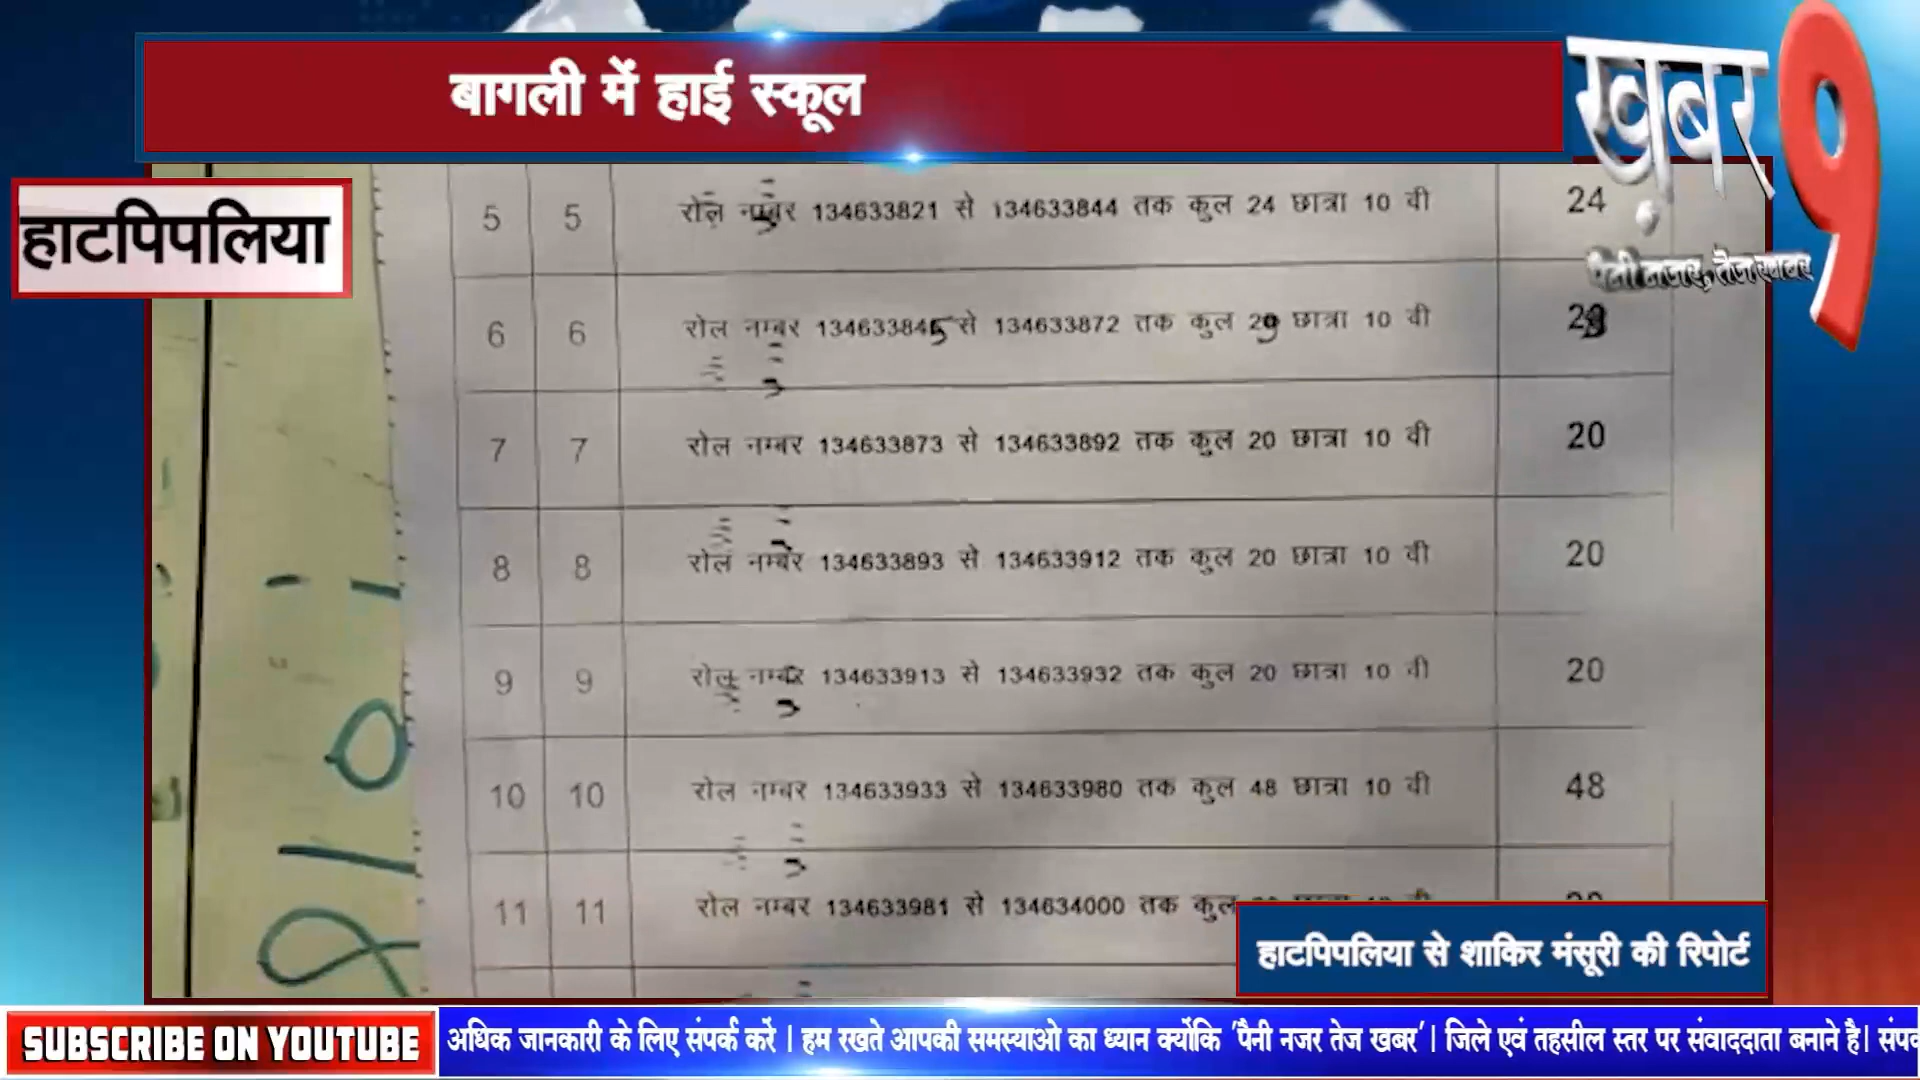 बागली में हाई स्कूल
ख़बर 9
पैनी नजर, तेज खबर
हाटपिपलिया
5 5 रोल नम्बर 134633821 से 134633844 तक कुल 24 छात्रा 10 वी 24
6 6 रोल नम्बर 134633845 से 134633872 तक कुल 29 छात्रा 10 वी
7 7 रोल नम्बर 134633873 से 134633892 तक कुल 20 छात्रा 10 वी 20
8 8 रोल नम्बर 134633893 से 134633912 तक कुल 20 छात्रा 10 वी 20
9 9 रोल नम्बर 134633913 से 134633932 तक कुल 20 छात्रा 10 वी 20
10 10 रोल नम्बर 134633933 से 134633980 तक कुल 48 छात्रा 10 वी 48
11 11 रोल नम्बर 134633981 से 134634000 तक कुल
हाटपिपलिया से शाकिर मंसूरी की रिपोर्ट
SUBSCRIBE ON YOUTUBE
अधिक जानकारी के लिए संपर्क करें | हम रखते आपकी समस्याओ का ध्यान क्योंकि 'पैनी नजर तेज खबर' | जिले एवं तहसील स्तर पर संवाददाता बनाने है|